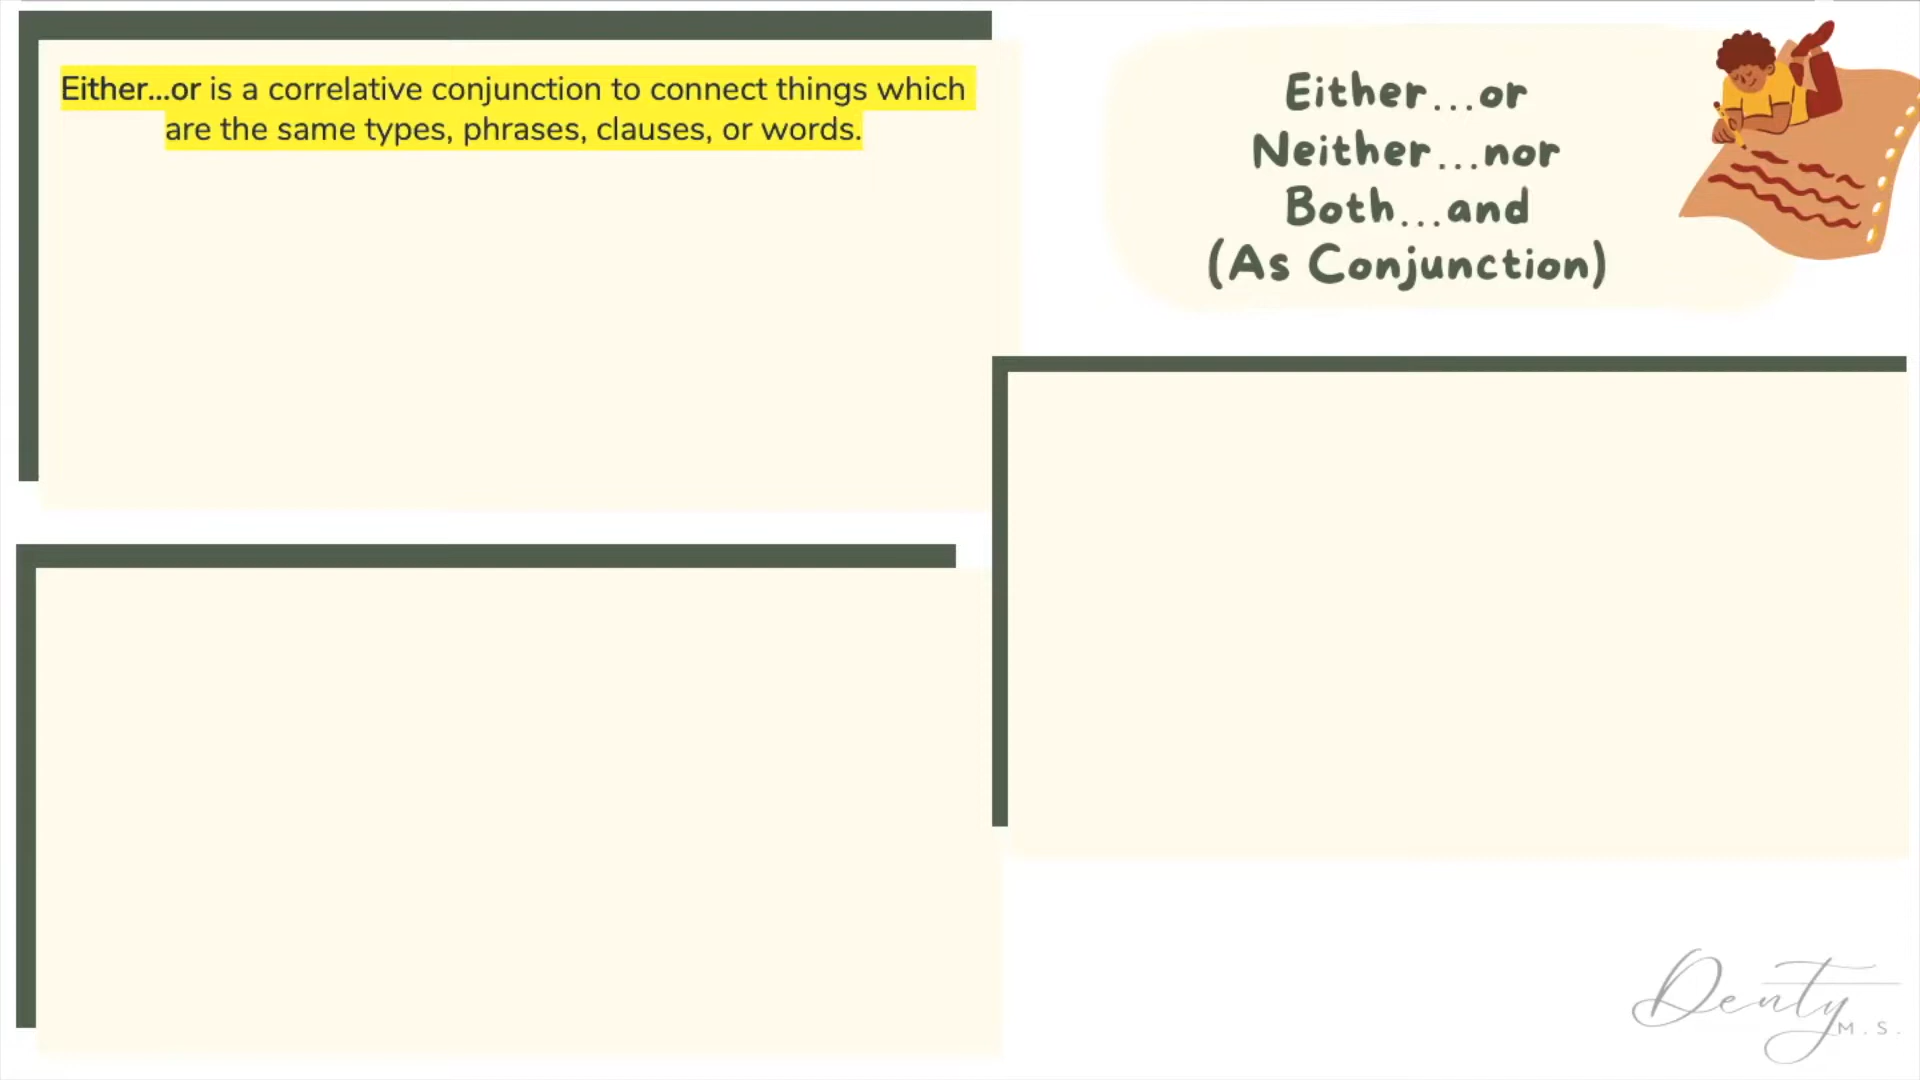 Either...or is a correlative conjunction to connect things which
are the same types, phrases, clauses, or words.
Either...or
Neither...nor
Both...and
(As Conjunction)
Denty
M.S.